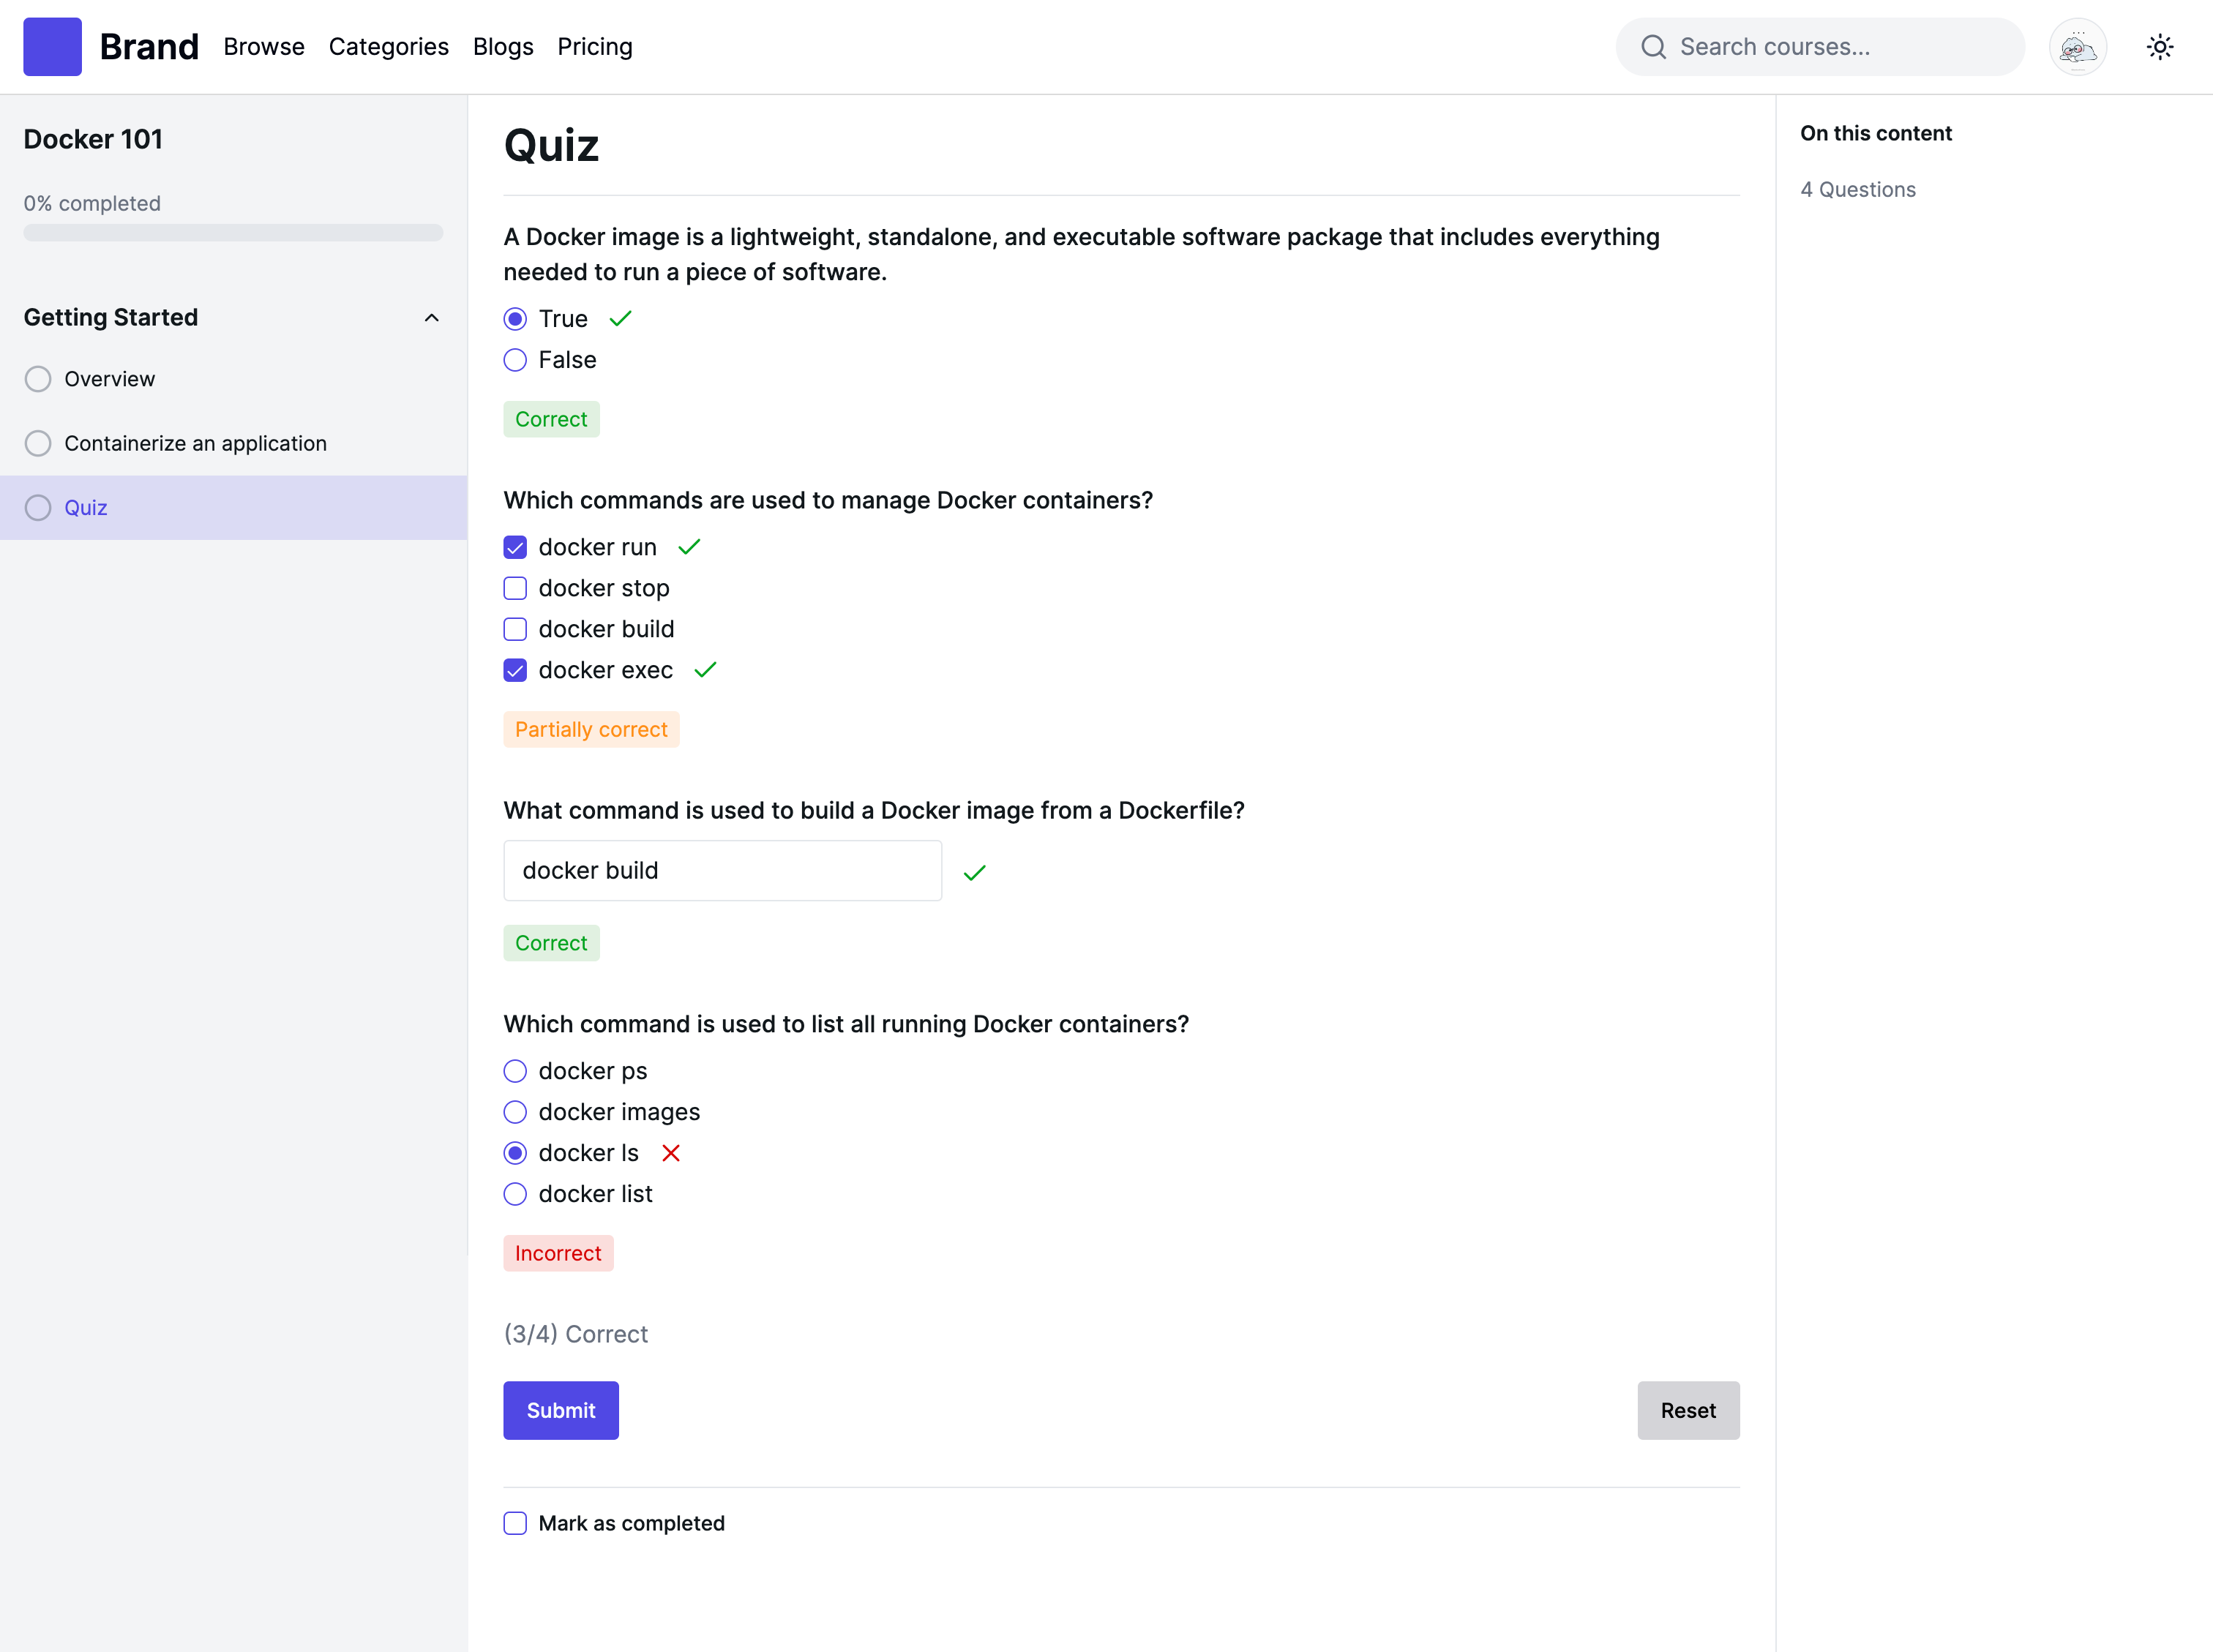 Brand
Browse
Categories
Blogs
Pricing
Search courses...
Docker 101
0% completed
Getting Started
Overview
Containerize an application
Quiz
Quiz
A Docker image is a lightweight, standalone, and executable software package that includes everything
needed to run a piece of software.
True
False
Correct
Which commands are used to manage Docker containers?
docker run
docker stop
docker build
docker exec
Partially correct
What command is used to build a Docker image from a Dockerfile?
docker build
Correct
Which command is used to list all running Docker containers?
docker ps
docker images
docker ls
docker list
Incorrect
(3/4) Correct
Submit
Reset
Mark as completed
On this content
4 Questions